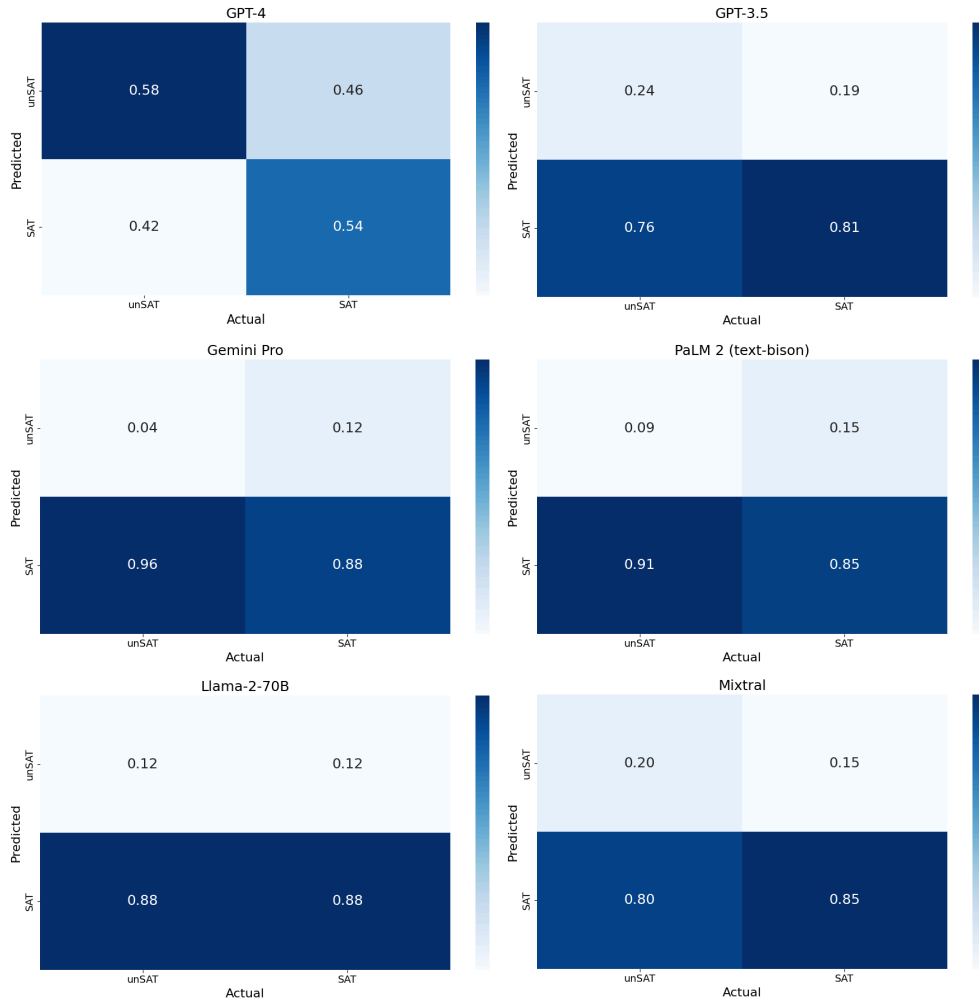 GPT-4
unSAT
0.58
0.46
Predicted
SAT
0.42
0.54
unSAT
SAT
Actual
GPT-3.5
unSAT
0.24
0.19
Predicted
SAT
0.76
0.81
unSAT
SAT
Actual
Gemini Pro
unSAT
0.04
0.12
Predicted
SAT
0.96
0.88
unSAT
SAT
Actual
PaLM 2 (text-bison)
unSAT
0.09
0.15
Predicted
SAT
0.91
0.85
unSAT
SAT
Actual
Llama-2-70B
unSAT
0.12
0.12
Predicted
SAT
0.88
0.88
unSAT
SAT
Actual
Mixtral
unSAT
0.20
0.15
Predicted
SAT
0.80
0.85
unSAT
SAT
Actual